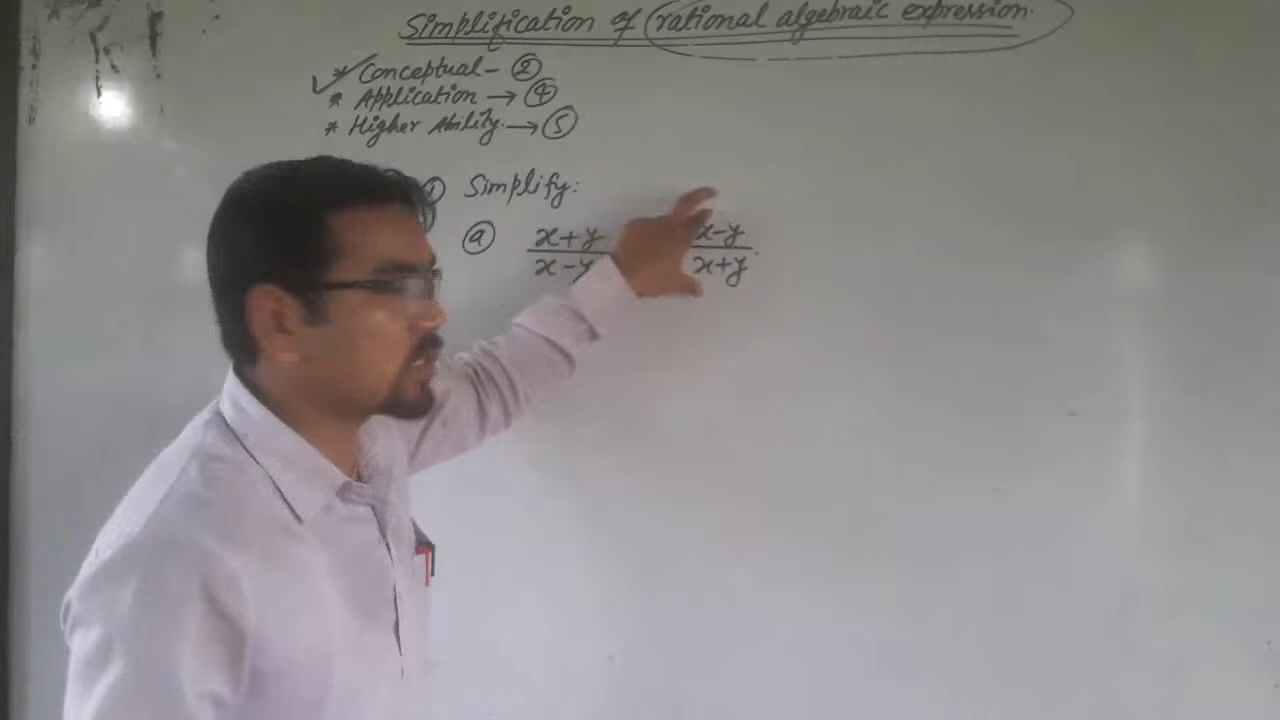 Simplification of rational algebraic expression.
* Conceptual - ②
* Application → ④
* Higher Ability. → ⑤
① Simplify:
ⓐ x+y x-y
x-y x+y.